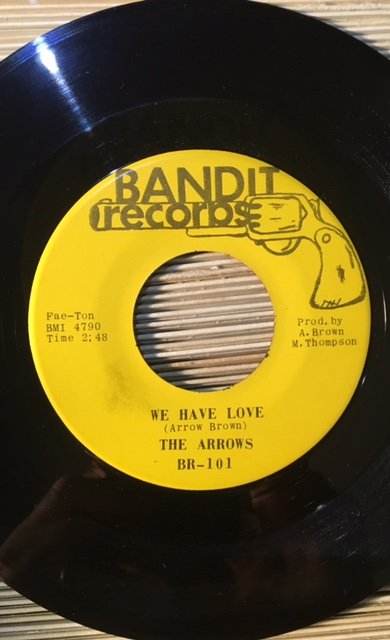 BANDIT
records
Fae-Ton
BMI 4790
Time 2;48
Prod. by
A. Brown
M. Thompson
WE HAVE LOVE
(Arrow Brown)
THE ARROWS
BR-101